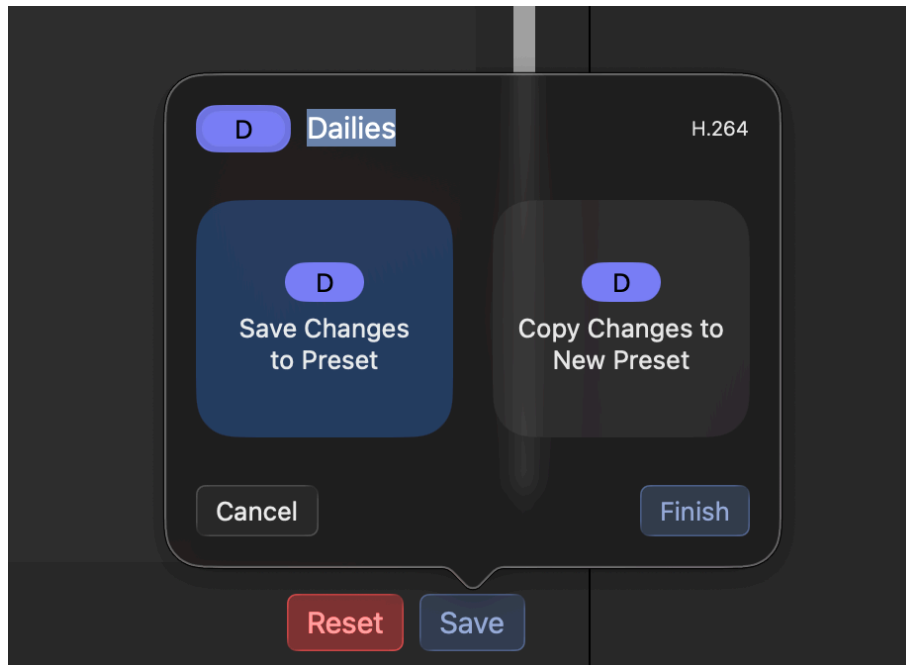 D Dailies H.264
D
Save Changes
to Preset
D
Copy Changes to
New Preset
Cancel Finish
Reset Save